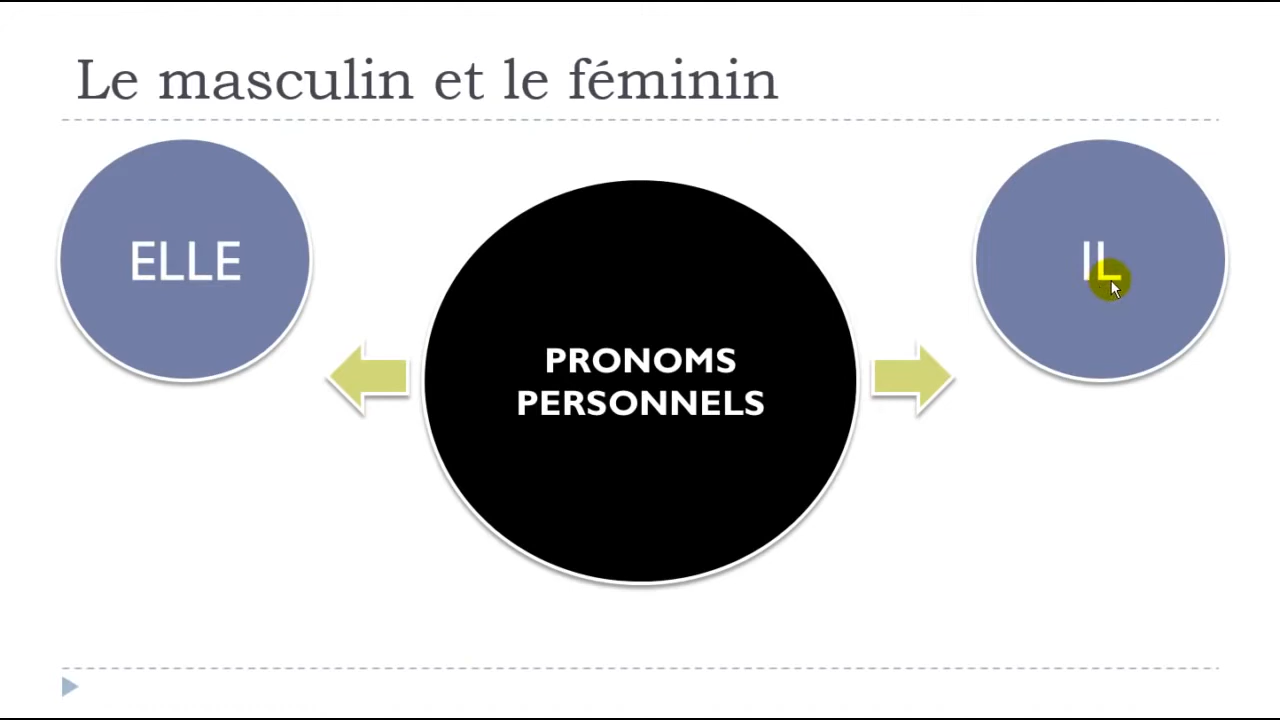 Le masculin et le féminin
ELLE
IL
PRONOMS
PERSONNELS